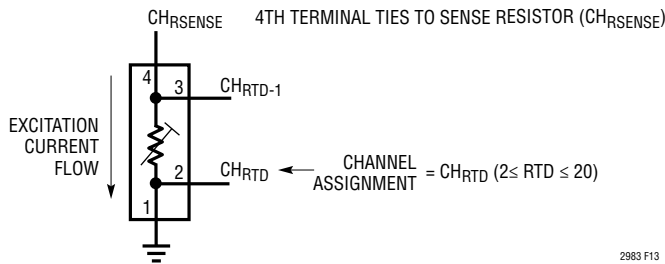 CHRSENSE 4TH TERMINAL TIES TO SENSE RESISTOR (CHRSENSE)
4
3 CHRTD-1
EXCITATION
CURRENT
FLOW
2 CHRTD
CHANNEL
ASSIGNMENT = CHRTD (2≤ RTD ≤ 20)
1
2983 F13